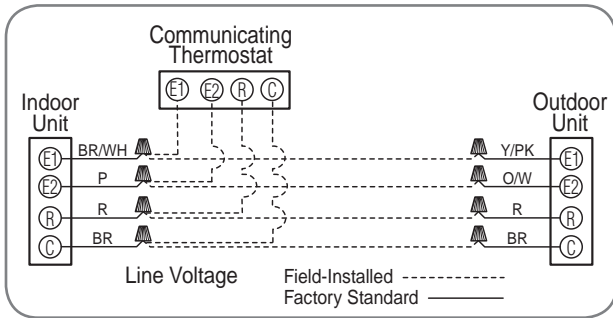 Communicating
Thermostat
E1 E2 R C
Indoor
Unit
Outdoor
Unit
E1 BR/WH Y/PK E1
E2 P O/W E2
R R R R
C BR BR C
Line Voltage
Field-Installed
Factory Standard